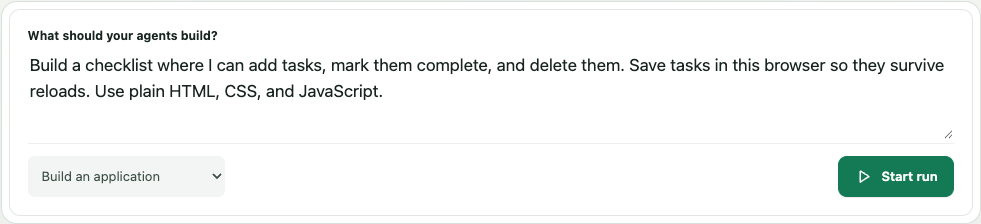 What should your agents build?
Build a checklist where I can add tasks, mark them complete, and delete them. Save tasks in this browser so they survive
reloads. Use plain HTML, CSS, and JavaScript.
Build an application
Start run